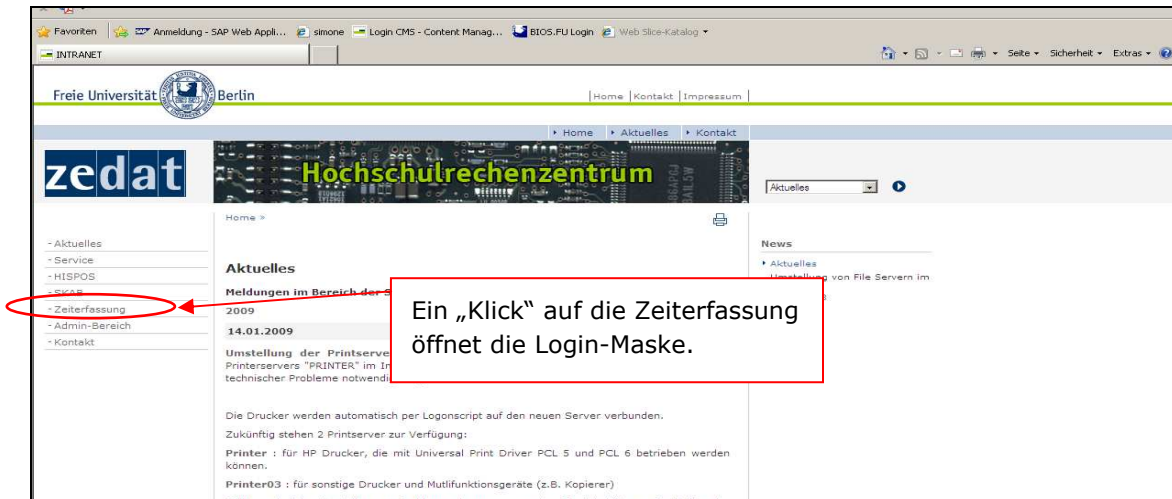 Favoriten Anmeldung - SAP Web Appli... simone Login CMS - Content Manag... BIOS.FU Login Web Slice-Katalog
INTRANET Seite Sicherheit Extras
Freie Universität Berlin |Home |Kontakt |Impressum |
Home Aktuelles Kontakt
zedat Hochschulrechenzentrum
Aktuelles
Home »
- Aktuelles
- Service
- HISPOS
- SKAB
- Zeiterfassung
- Admin-Bereich
- Kontakt
Aktuelles
Meldungen im Bereich der
2009
14.01.2009
Umstellung der Printserve
Printerservers "PRINTER" im
technischer Probleme
Die Drucker werden automatisch per Logonscript auf den neuen Server verbunden.
Zukünftig stehen 2 Printserver zur Verfügung:
Printer : für HP Drucker, die mit Universal Print Driver PCL 5 und PCL 6 betrieben werden
können.
Printer03 : für sonstige Drucker und Mutlifunktionsgeräte (z.B. Kopierer)
News
Aktuelles
Umstellung von File Servern im
Ein „Klick“ auf die Zeiterfassung
öffnet die Login-Maske.